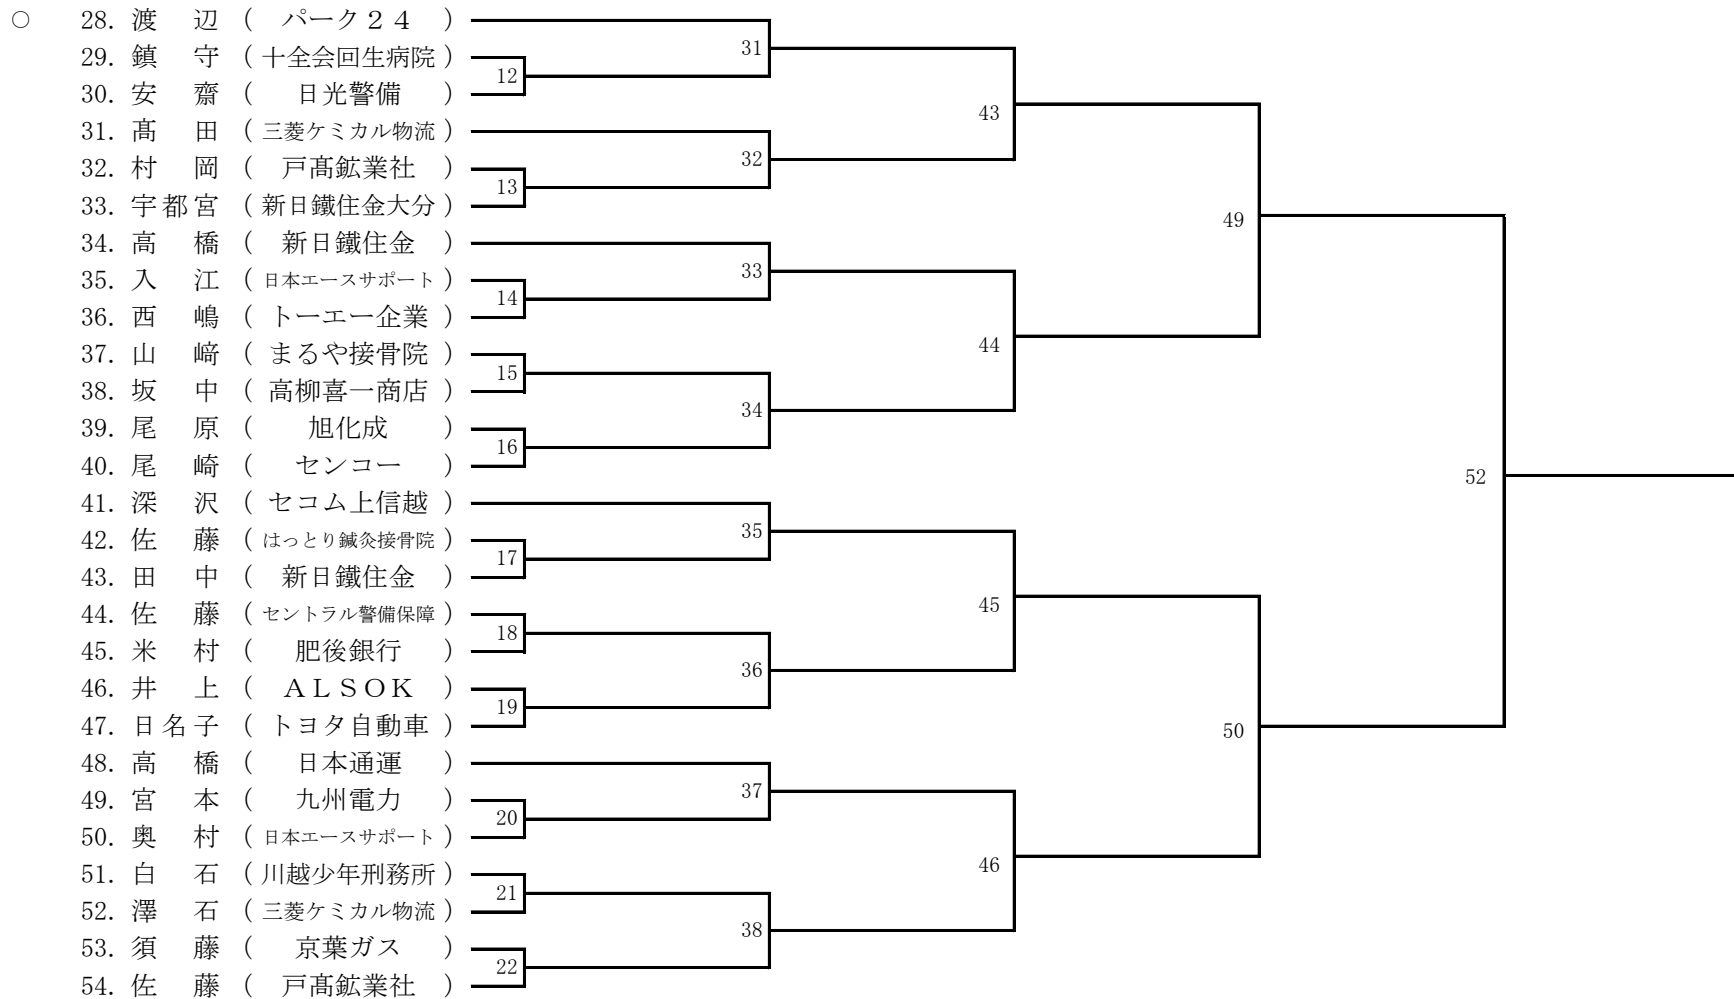 ○ 28. 渡 辺 ( パーク２４ )
31
29. 鎮 守 ( 十全会回生病院 )
12
30. 安 齋 ( 日光警備 )
43
31. 髙 田 ( 三菱ケミカル物流 )
32
32. 村 岡 ( 戸髙鉱業社 )
13
33. 宇都宮 ( 新日鐵住金大分 )
49
34. 高 橋 ( 新日鐵住金 )
33
35. 入 江 ( 日本エースサポート )
14
36. 西 嶋 ( トーエー企業 )
44
37. 山 﨑 ( まるや接骨院 )
15
38. 坂 中 ( 高柳喜一商店 )
34
39. 尾 原 ( 旭化成 )
16
40. 尾 崎 ( センコー )
52
41. 深 沢 ( セコム上信越 )
35
42. 佐 藤 ( はっとり鍼灸接骨院 )
17
43. 田 中 ( 新日鐵住金 )
45
44. 佐 藤 ( セントラル警備保障 )
18
45. 米 村 ( 肥後銀行 )
36
46. 井 上 ( ＡＬＳＯＫ )
19
47. 日名子 ( トヨタ自動車 )
50
48. 高 橋 ( 日本通運 )
37
49. 宮 本 ( 九州電力 )
20
50. 奥 村 ( 日本エースサポート )
46
51. 白 石 ( 川越少年刑務所 )
21
52. 澤 石 ( 三菱ケミカル物流 )
38
53. 須 藤 ( 京葉ガス )
22
54. 佐 藤 ( 戸髙鉱業社 )